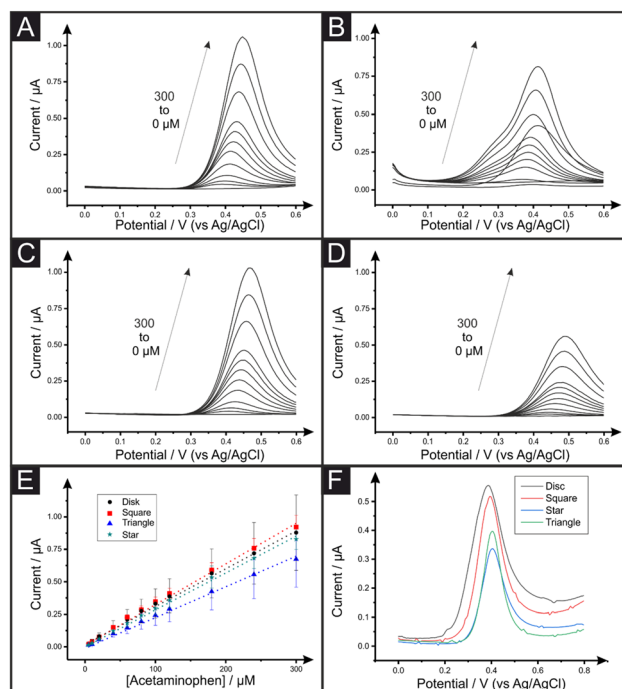 A
Current / µA
1.00
0.75
0.50
0.25
0.00
300
to
0 µM
0.0 0.1 0.2 0.3 0.4 0.5 0.6
Potential / V (vs Ag/AgCl)
B
Current / µA
1.00
0.75
0.50
0.25
0.00
300
to
0 µM
0.0 0.1 0.2 0.3 0.4 0.5 0.6
Potential / V (vs Ag/AgCl)
C
Current / µA
1.00
0.75
0.50
0.25
0.00
300
to
0 µM
0.0 0.1 0.2 0.3 0.4 0.5 0.6
Potential / V (vs Ag/AgCl)
D
Current / µA
1.00
0.75
0.50
0.25
0.00
300
to
0 µM
0.0 0.1 0.2 0.3 0.4 0.5 0.6
Potential / V (vs Ag/AgCl)
E
Current / µA
1.00
0.75
0.50
0.25
0.00
Disk
Square
Triangle
Star
0 100 200 300
[Acetaminophen] / µM
F
Current / µA
0.5
0.4
0.3
0.2
0.1
0.0
Disc
Square
Star
Triangle
0.0 0.2 0.4 0.6 0.8
Potential / V (vs Ag/AgCl)